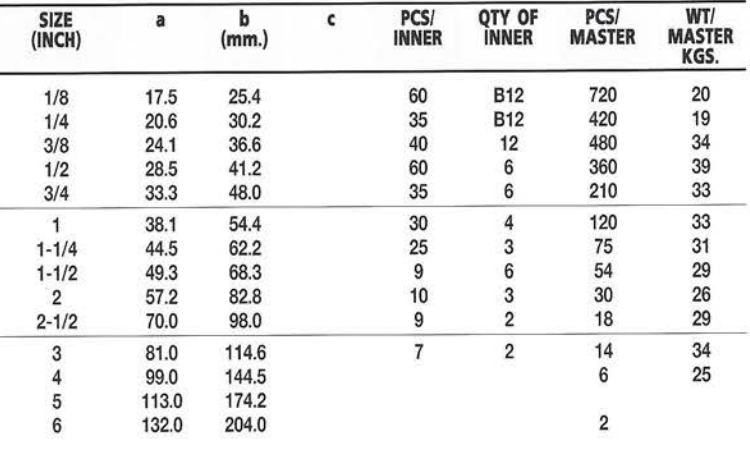 SIZE a b c PCS/ QTY OF PCS/ WT/
(INCH) (mm.) INNER INNER MASTER MASTER
KGS.
1/8 17.5 25.4 60 B12 720 20
1/4 20.6 30.2 35 B12 420 19
3/8 24.1 36.6 40 12 480 34
1/2 28.5 41.2 60 6 360 39
3/4 33.3 48.0 35 6 210 33
1 38.1 54.4 30 4 120 33
1-1/4 44.5 62.2 25 3 75 31
1-1/2 49.3 68.3 9 6 54 29
2 57.2 82.8 10 3 30 26
2-1/2 70.0 98.0 9 2 18 29
3 81.0 114.6 7 2 14 34
4 99.0 144.5 6 25
5 113.0 174.2
6 132.0 204.0 2